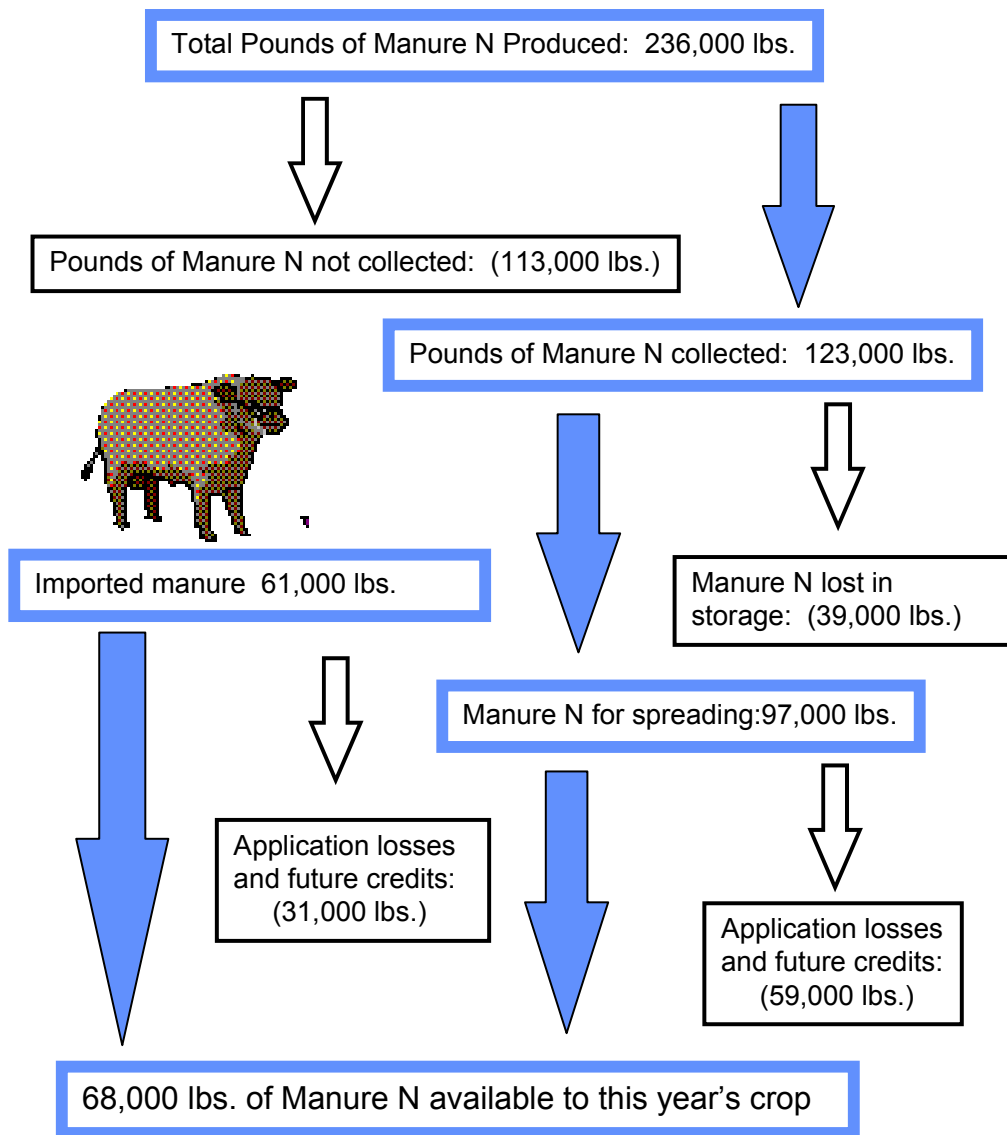 Total Pounds of Manure N Produced: 236,000 lbs.
Pounds of Manure N not collected: (113,000 lbs.)
Pounds of Manure N collected: 123,000 lbs.
Imported manure 61,000 lbs.
Manure N lost in
storage: (39,000 lbs.)
Manure N for spreading:97,000 lbs.
Application losses
and future credits:
(31,000 lbs.)
Application losses
and future credits:
(59,000 lbs.)
68,000 lbs. of Manure N available to this year’s crop